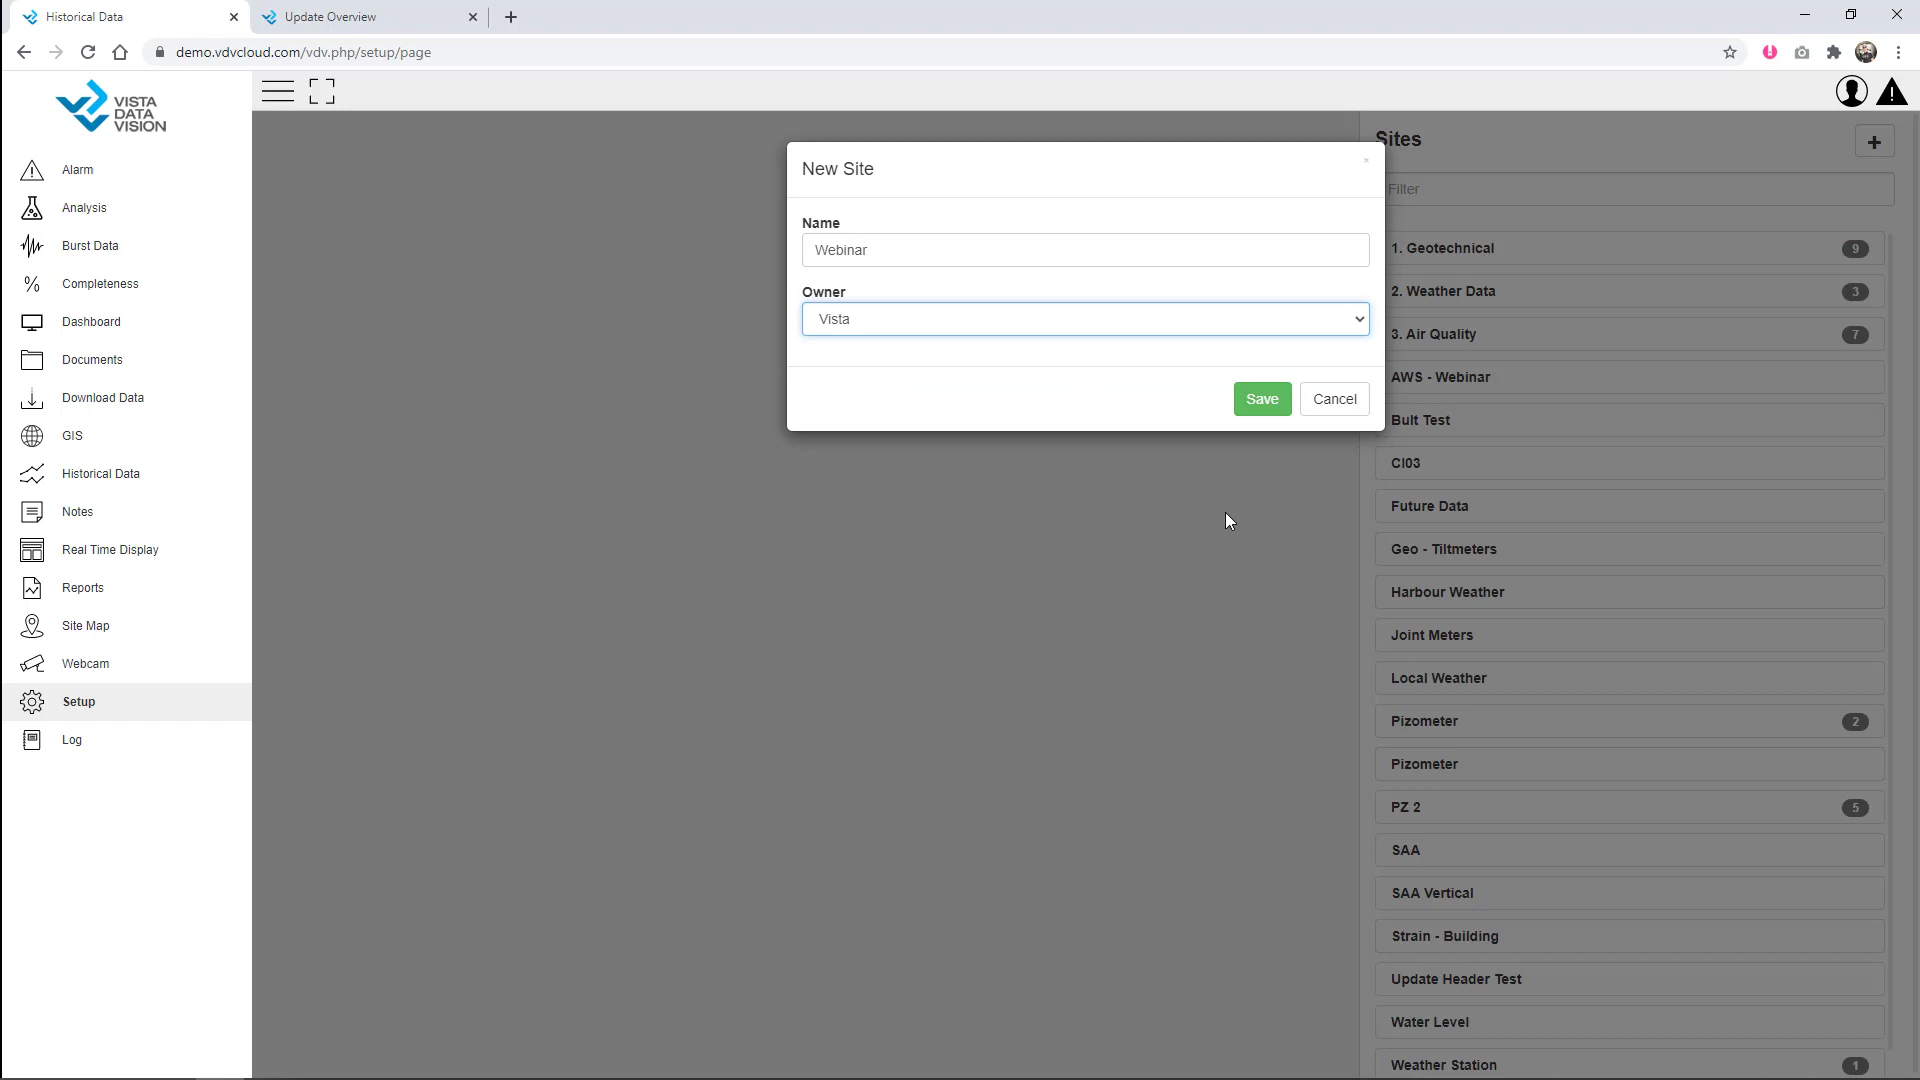 Historical Data
Update Overview
demo.vdvcloud.com/vdv.php/setup/page
VISTA
DATA
VISION
Alarm
Analysis
Burst Data
Completeness
Dashboard
Documents
Download Data
GIS
Historical Data
Notes
Real Time Display
Reports
Site Map
Webcam
Setup
Log
New Site
Name
Webinar
Owner
Vista
Save
Cancel
Sites
Filter
1. Geotechnical 9
2. Weather Data 3
3. Air Quality 7
AWS - Webinar
Bult Test
CI03
Future Data
Geo - Tiltmeters
Harbour Weather
Joint Meters
Local Weather
Pizometer 2
Pizometer
PZ 2 5
SAA
SAA Vertical
Strain - Building
Update Header Test
Water Level
Weather Station 1